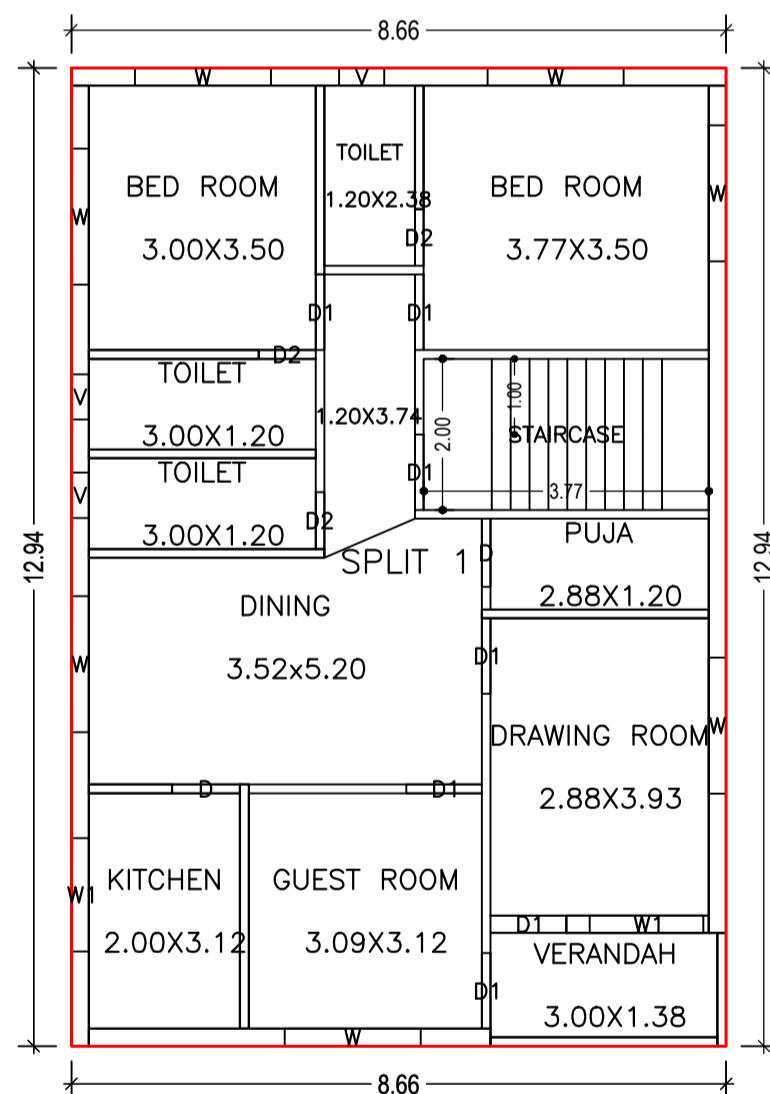 8.66
W V W
TOILET
BED ROOM
BED ROOM
1.20X2.38
W
W
D2
3.00X3.50
3.77X3.50
D1
D1
D2
TOILET
V
1.00
1.20X3.74
3.00X1.20
2.00
STAIRCASE
TOILET
D1
V
3.77
D2
3.00X1.20
PUJA
SPLIT 1
D
12.94
12.94
2.88X1.20
DINING
D1
W
3.52x5.20
W
DRAWING ROOM
D
D1
2.88X3.93
KITCHEN
GUEST ROOM
W1
D1
W1
2.00X3.12
3.09X3.12
VERANDAH
D1
3.00X1.38
W
8.66